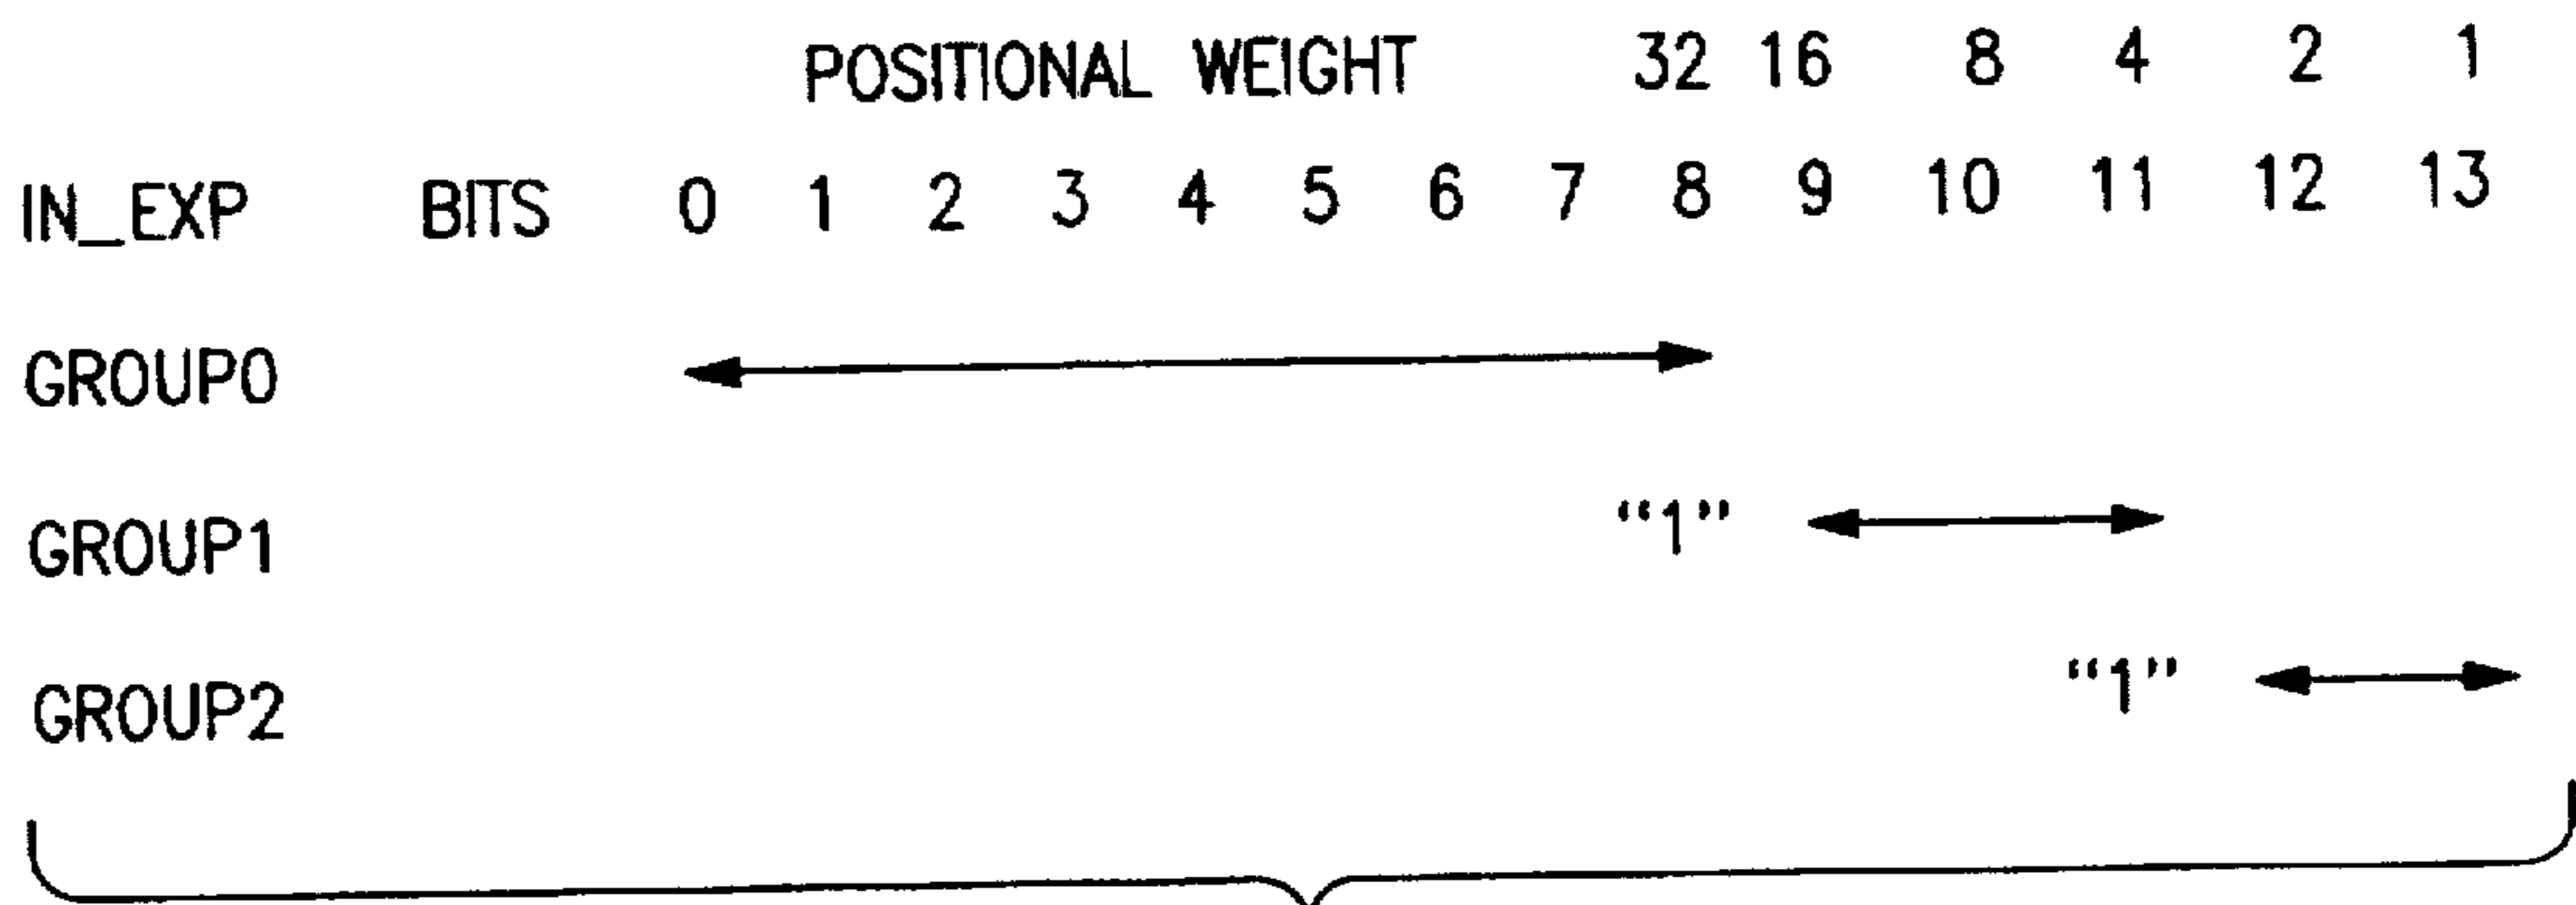 POSITIONAL WEIGHT 32 16 8 4 2 1
IN_EXP BITS 0 1 2 3 4 5 6 7 8 9 10 11 12 13
GROUP0
GROUP1 “1”
GROUP2 “1”